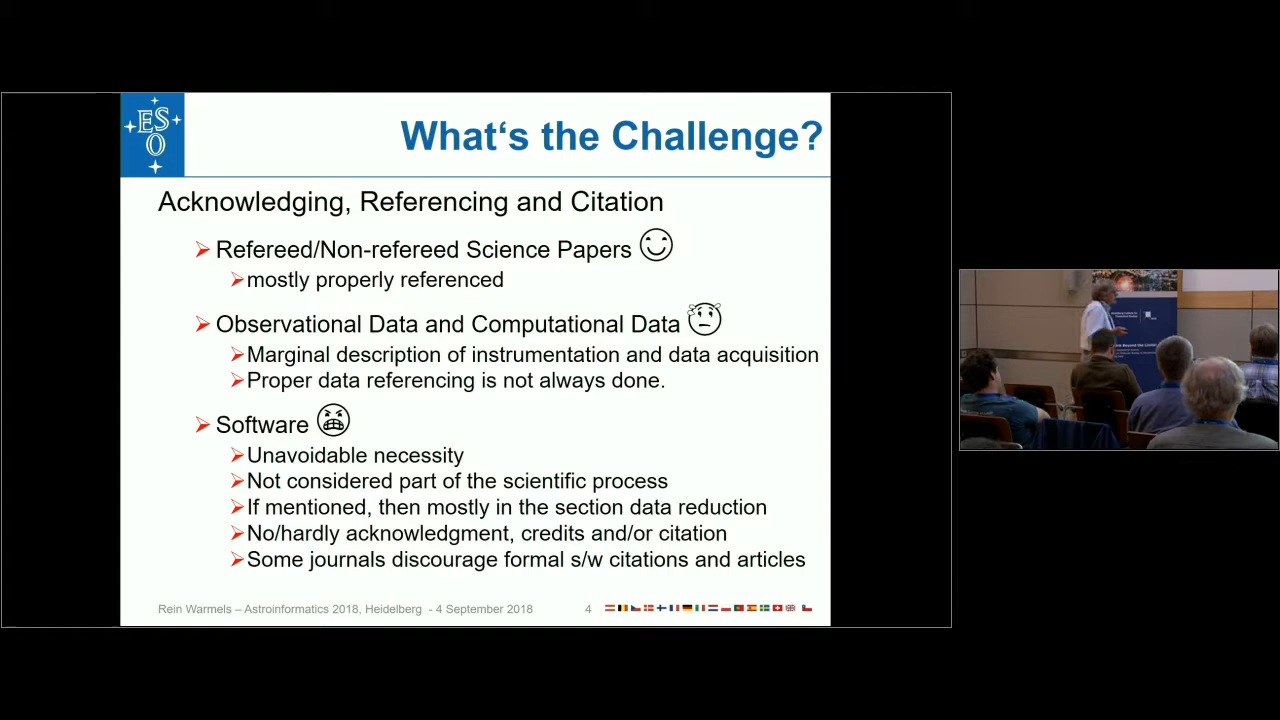 ESO
What‘s the Challenge?
Acknowledging, Referencing and Citation
Refereed/Non-refereed Science Papers
mostly properly referenced
Observational Data and Computational Data
Marginal description of instrumentation and data acquisition
Proper data referencing is not always done.
Software
Unavoidable necessity
Not considered part of the scientific process
If mentioned, then mostly in the section data reduction
No/hardly acknowledgment, credits and/or citation
Some journals discourage formal s/w citations and articles
Rein Warmels – Astroinformatics 2018, Heidelberg - 4 September 2018
4